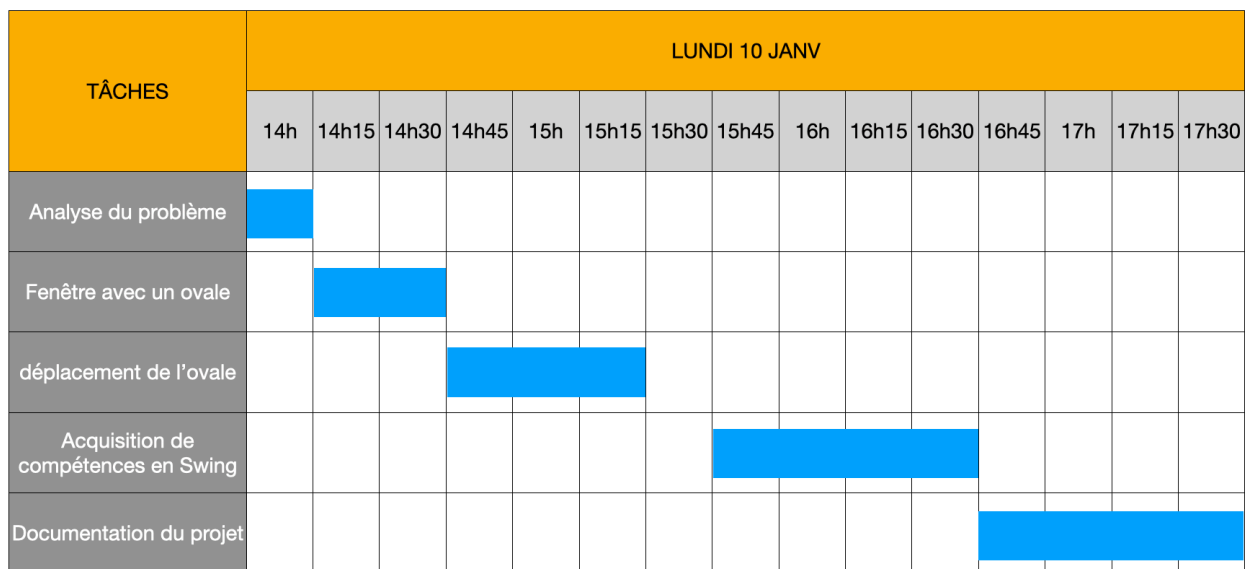 TÂCHES
LUNDI 10 JANV
14h 14h15 14h30 14h45 15h 15h15 15h30 15h45 16h 16h15 16h30 16h45 17h 17h15 17h30
Analyse du problème
Fenêtre avec un ovale
déplacement de l’ovale
Acquisition de
compétences en Swing
Documentation du projet